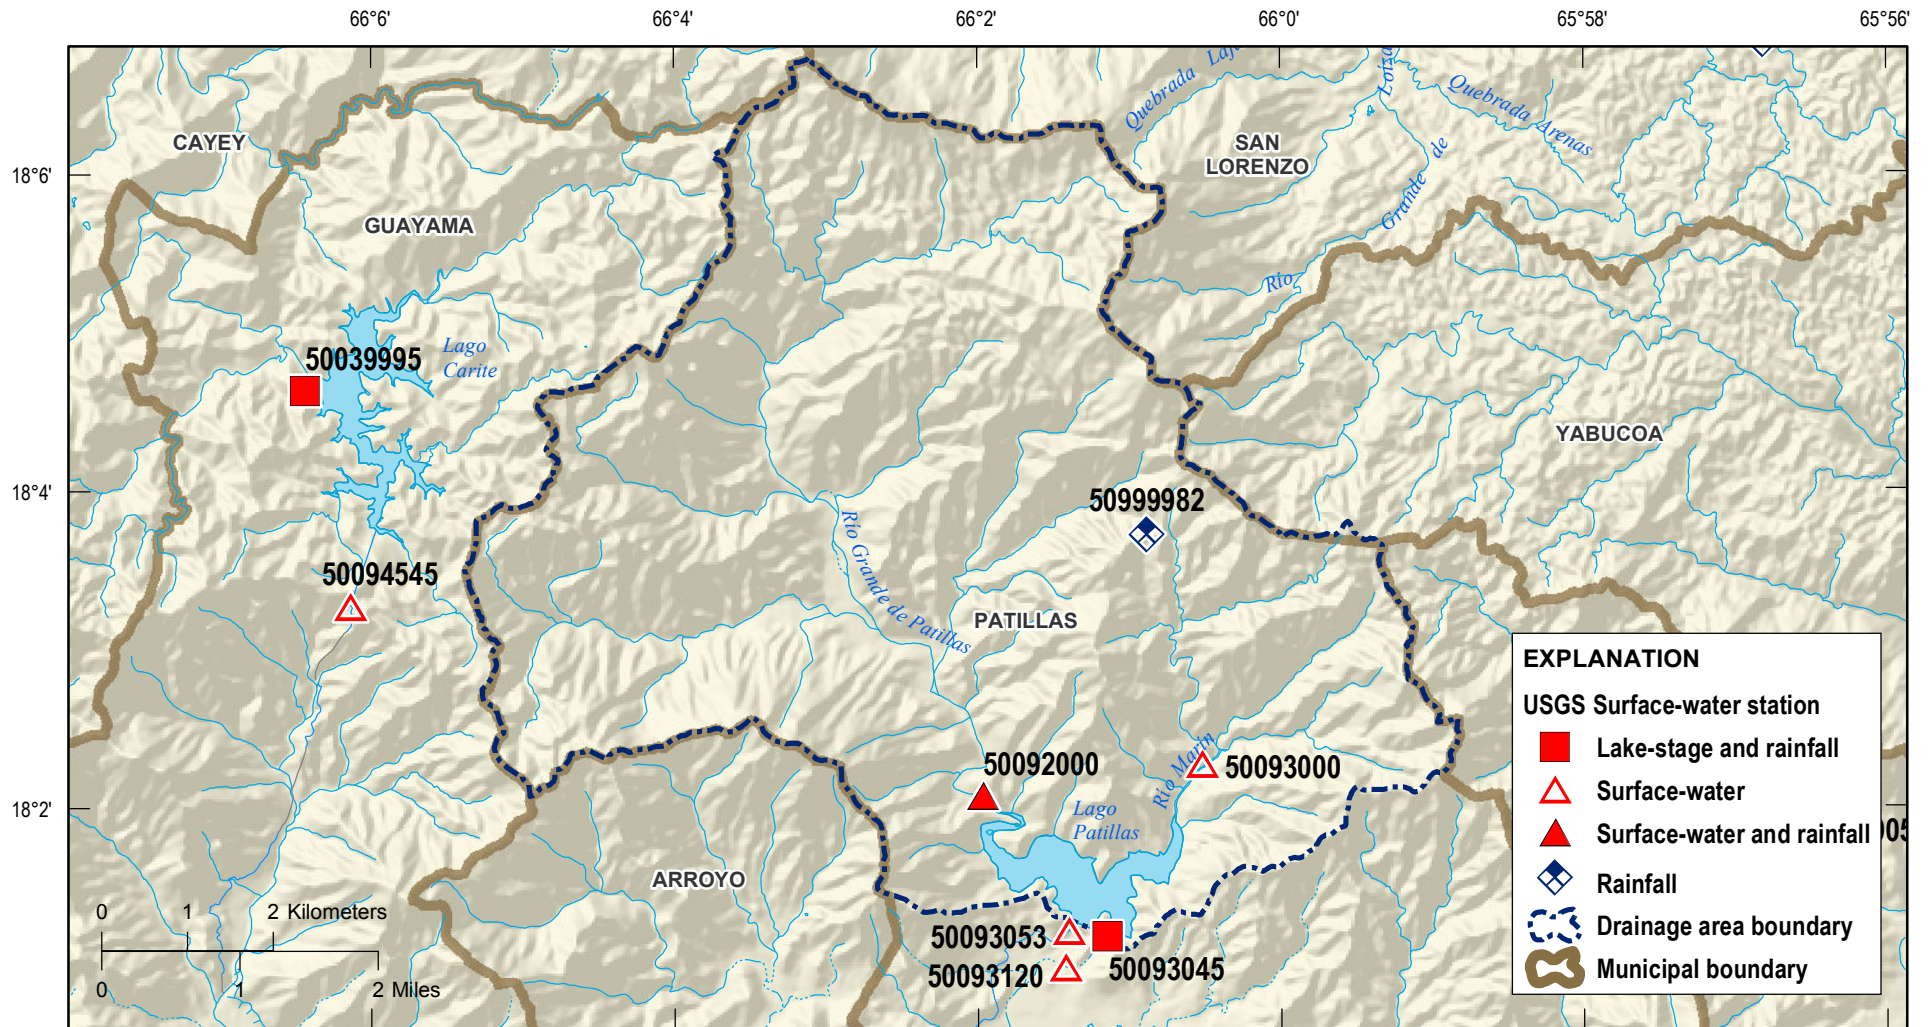 66°6' 66°4' 66°2' 66°0' 65°58' 65°56'
18°6'
18°4'
18°2'
CAYEY
GUAYAMA
SAN
LORENZO
YABUCOA
PATILLAS
ARROYO
Quebrada
Loíza
Quebrada Arenas
Río Grande de
Lago
Carite
Río Grande de Patillas
Río Marín
Lago
Patillas
50039995
50094545
50999982
50092000
50093000
50093053
50093120
50093045
0 1 2 Kilometers
0 1 2 Miles
EXPLANATION
USGS Surface-water station
Lake-stage and rainfall
Surface-water
Surface-water and rainfall
Rainfall
Drainage area boundary
Municipal boundary